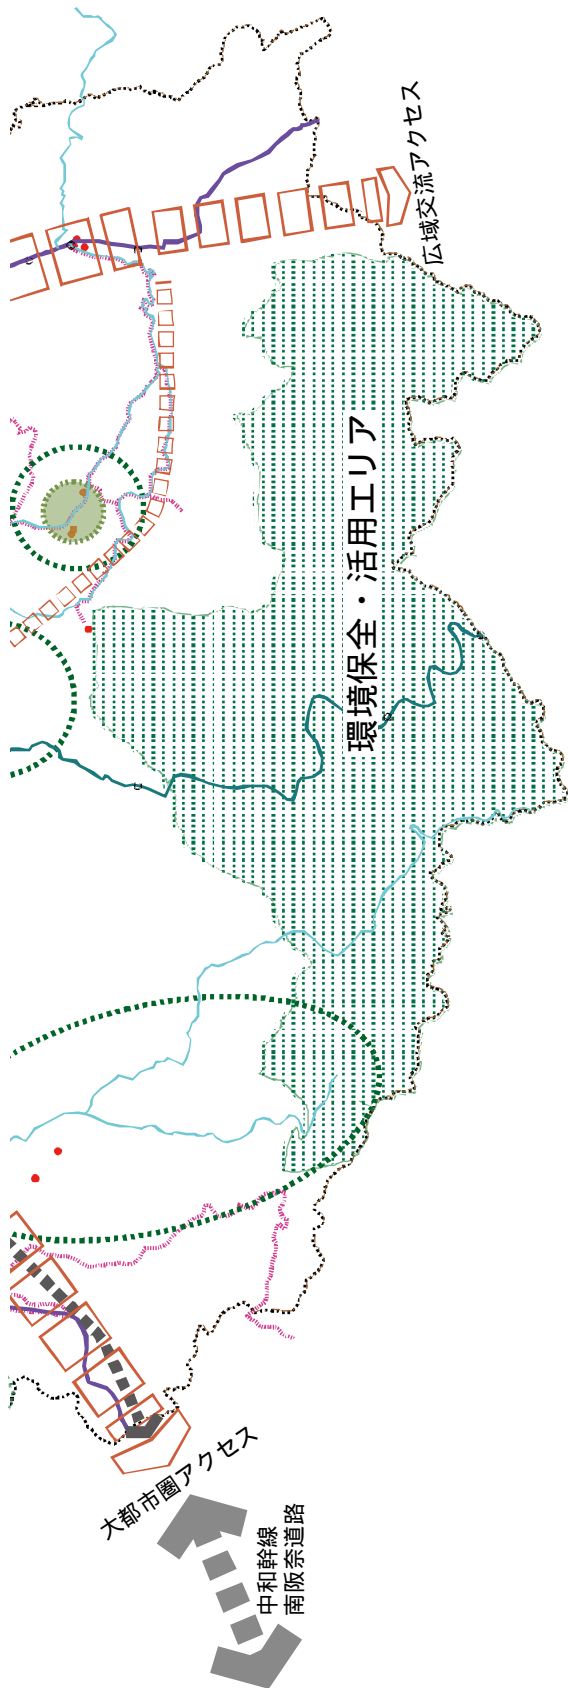 広域交流アクセス
環境保全・活用エリア
大都市圏アクセス
中和幹線
南阪奈道路